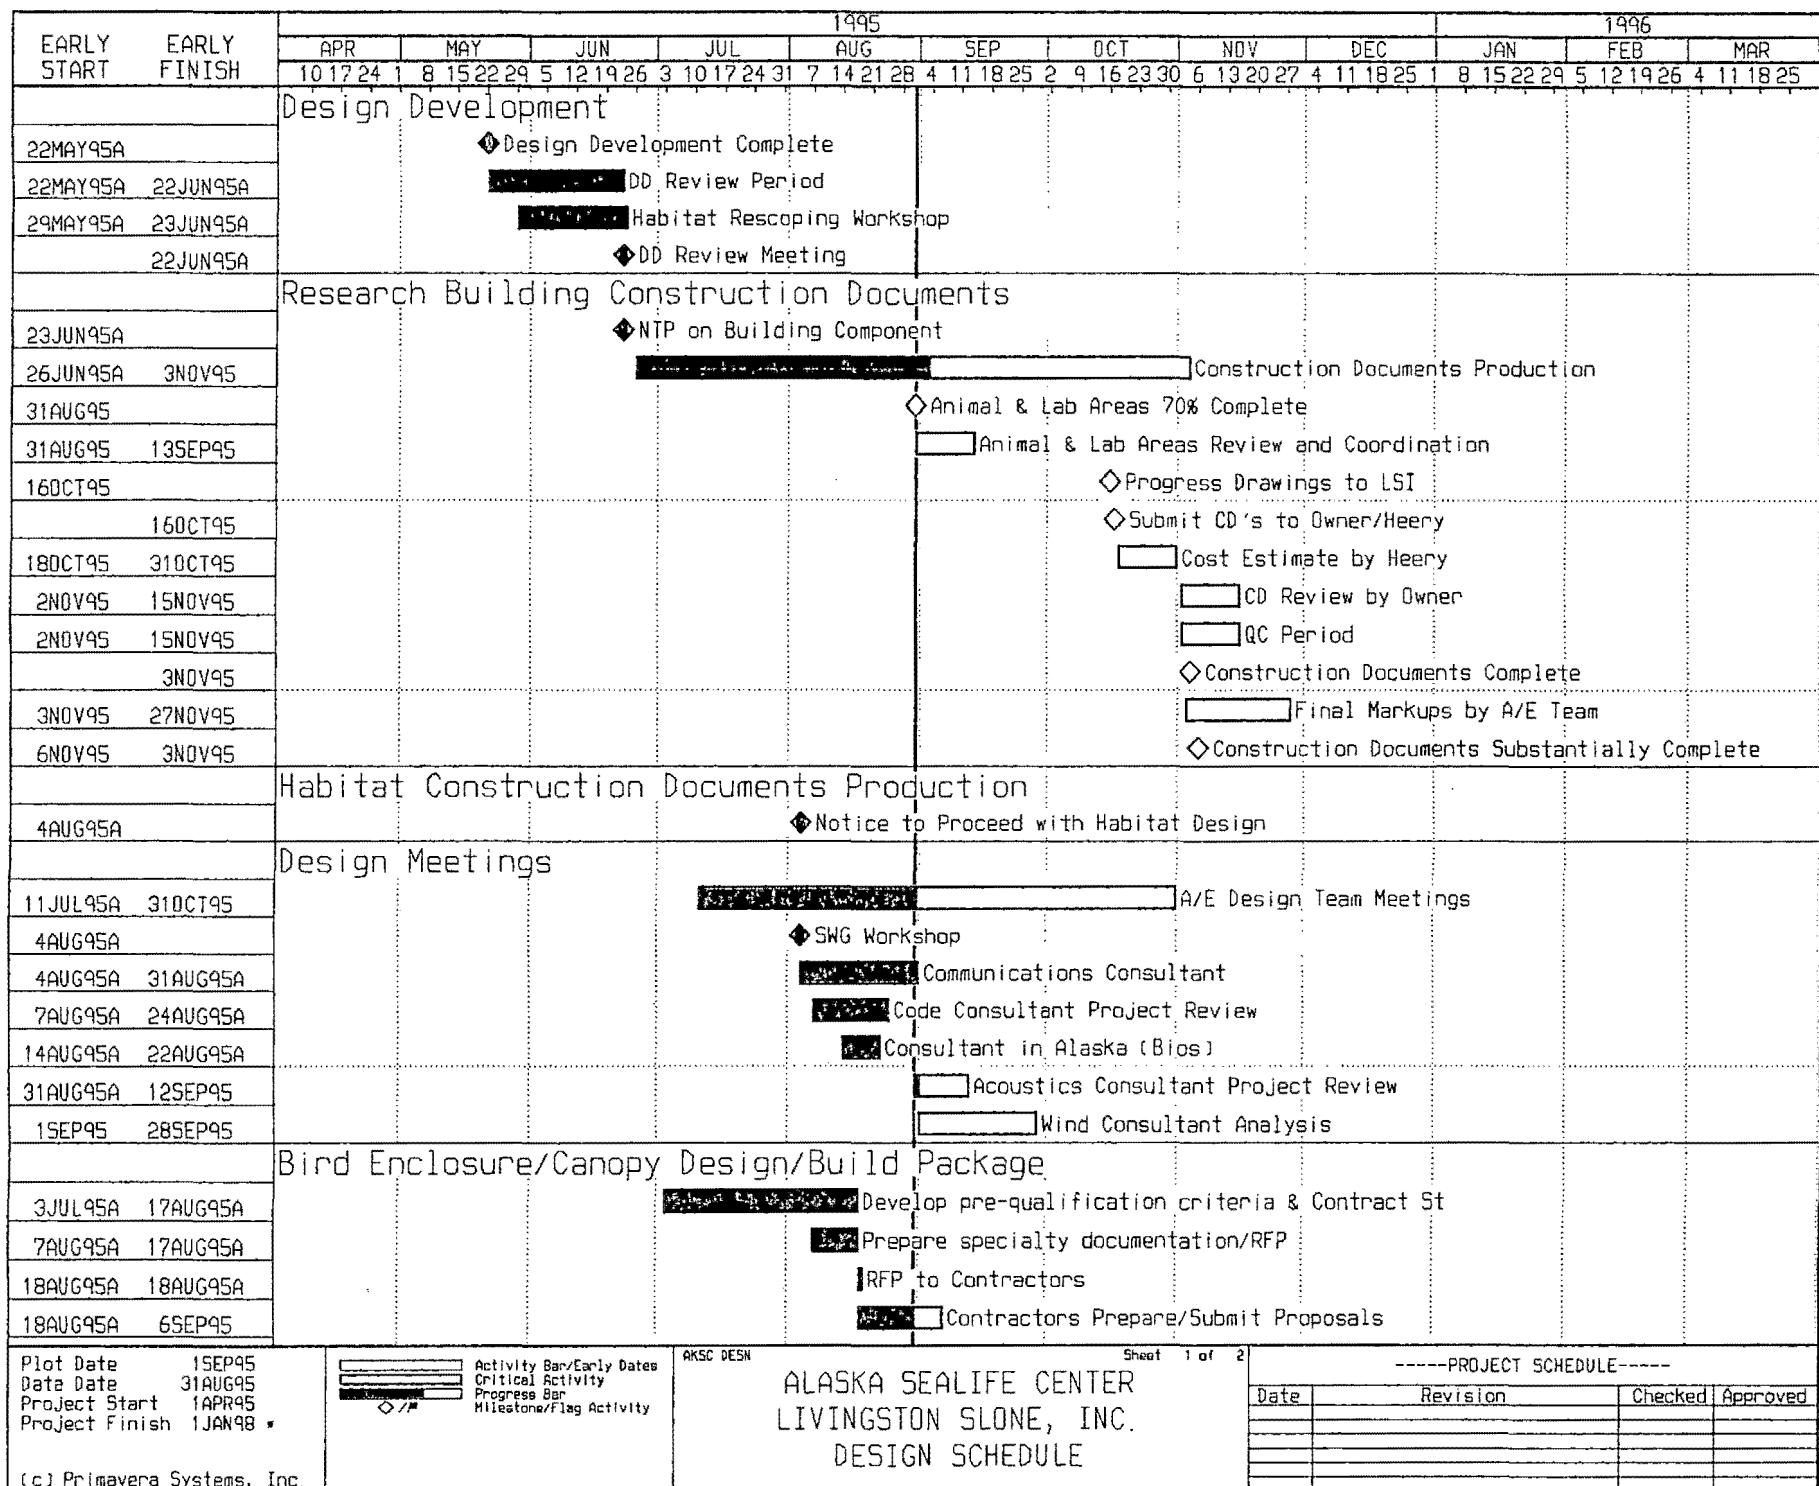 1995 1996
EARLY START EARLY FINISH
APR MAY JUN JUL AUG SEP OCT NOV DEC JAN FEB MAR
10 17 24 1 8 15 22 29 5 12 19 26 3 10 17 24 31 7 14 21 28 4 11 18 25 2 9 16 23 30 6 13 20 27 4 11 18 25 1 8 15 22 29 5 12 19 26 4 11 18 25
Design Development
22MAY95A Design Development Complete
22MAY95A 22JUN95A DD Review Period
29MAY95A 23JUN95A Habitat Rescoping Workshop
22JUN95A DD Review Meeting
Research Building Construction Documents
23JUN95A NTP on Building Component
26JUN95A 3NOV95 Construction Documents Production
31AUG95 Animal & Lab Areas 70% Complete
31AUG95 13SEP95 Animal & Lab Areas Review and Coordination
16OCT95 Progress Drawings to LSI
16OCT95 Submit CD's to Owner/Heery
18OCT95 31OCT95 Cost Estimate by Heery
2NOV95 15NOV95 CD Review by Owner
2NOV95 15NOV95 QC Period
3NOV95 Construction Documents Complete
3NOV95 27NOV95 Final Markups by A/E Team
6NOV95 3NOV95 Construction Documents Substantially Complete
Habitat Construction Documents Production
4AUG95A Notice to Proceed with Habitat Design
Design Meetings
11JUL95A 31OCT95 A/E Design Team Meetings
4AUG95A SWG Workshop
4AUG95A 31AUG95A Communications Consultant
7AUG95A 24AUG95A Code Consultant Project Review
14AUG95A 22AUG95A Consultant in Alaska (Bios)
31AUG95A 12SEP95 Acoustics Consultant Project Review
1SEP95 28SEP95 Wind Consultant Analysis
Bird Enclosure/Canopy Design/Build Package
3JUL95A 17AUG95A Develop pre-qualification criteria & Contract St
7AUG95A 17AUG95A Prepare specialty documentation/RFP
18AUG95A 18AUG95A RFP to Contractors
18AUG95A 6SEP95 Contractors Prepare/Submit Proposals
Plot Date 1SEP95
Data Date 31AUG95
Project Start 1APR95
Project Finish 1JAN98 *
(c) Primavera Systems, Inc.
Activity Bar/Early Dates
Critical Activity
Progress Bar
Milestone/Flag Activity
AKSC DESN Sheet 1 of 2
ALASKA SEALIFE CENTER
LIVINGSTON SLONE, INC.
DESIGN SCHEDULE
-----PROJECT SCHEDULE-----
Date Revision Checked Approved